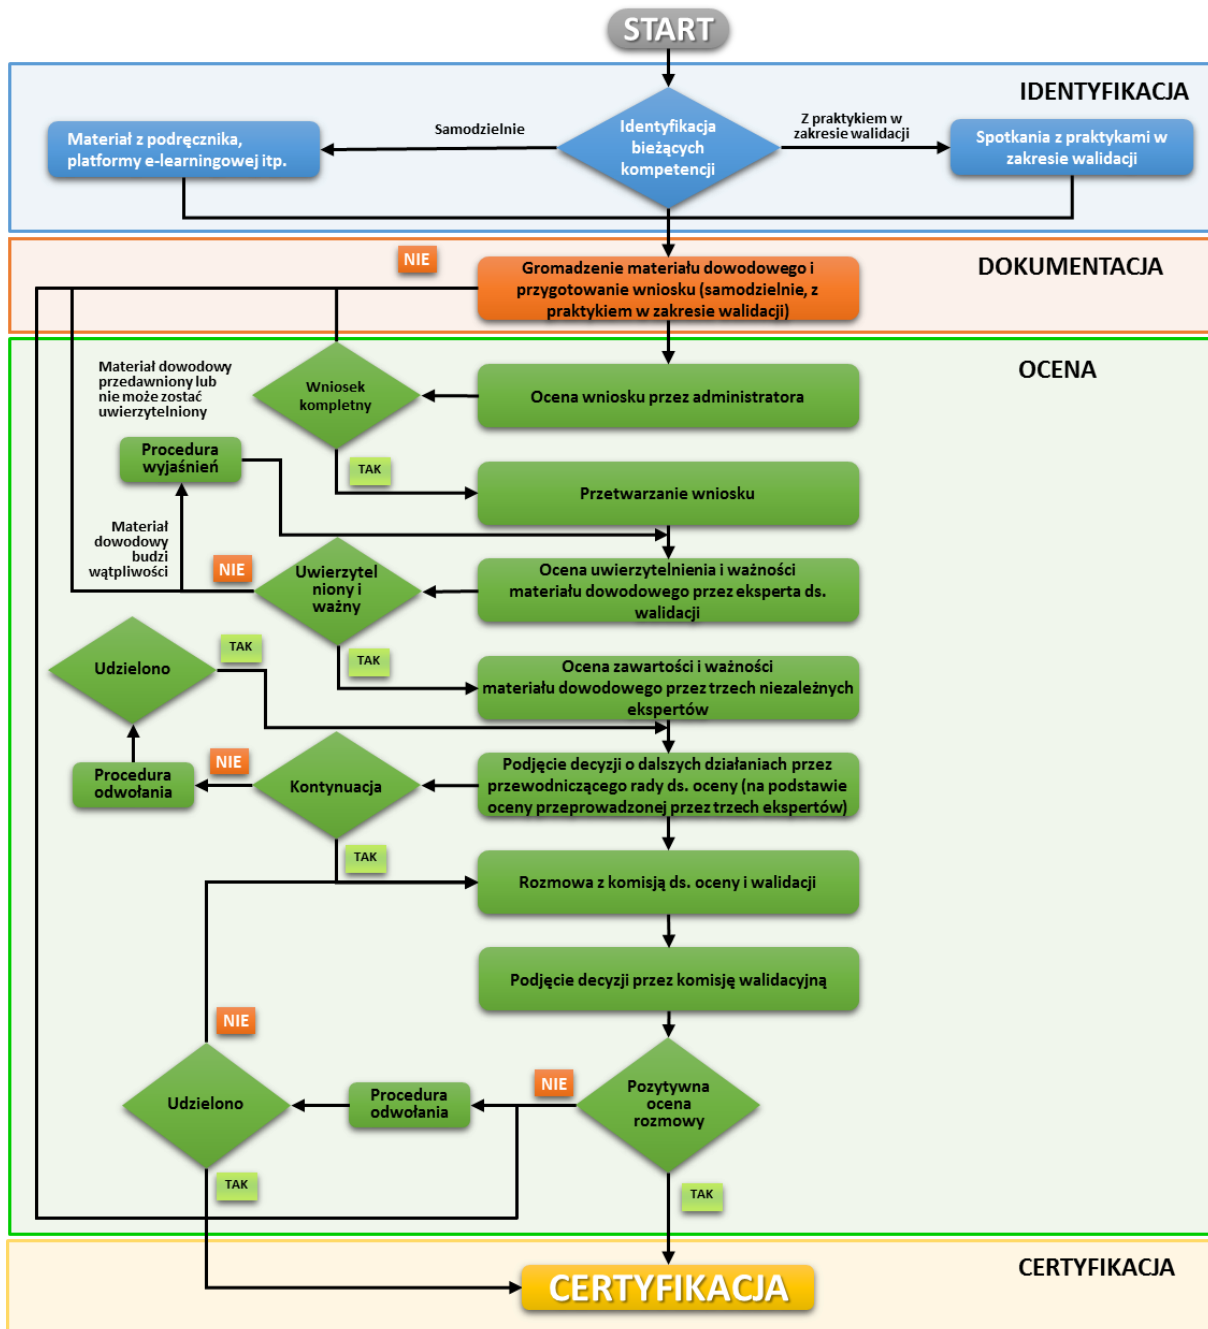 START
IDENTYFIKACJA
Samodzielnie
Z praktykiem w
zakresie walidacji
Materiał z podręcznika,
platformy e-learningowej itp.
Identyfikacja
bieżących
kompetencji
Spotkania z praktykami w
zakresie walidacji
NIE
DOKUMENTACJA
Gromadzenie materiału dowodowego i
przygotowanie wniosku (samodzielnie, z
praktykiem w zakresie walidacji)
OCENA
Materiał dowodowy
przedawniony lub
nie może zostać
uwierzytelniony
Wniosek
kompletny
Ocena wniosku przez administratora
Procedura
wyjaśnień
TAK
Przetwarzanie wniosku
Materiał
dowodowy
budzi
wątpliwości
NIE
Uwierzytel
niony i
ważny
Ocena uwierzytelnienia i ważności
materiału dowodowego przez eksperta ds.
walidacji
Udzielono
TAK
TAK
Ocena zawartości i ważności
materiału dowodowego przez trzech niezależnych
ekspertów
Procedura
odwołania
NIE
Kontynuacja
Podjęcie decyzji o dalszych działaniach przez
przewodniczącego rady ds. oceny (na podstawie
oceny przeprowadzonej przez trzech ekspertów)
TAK
Rozmowa z komisją ds. oceny i walidacji
Podjęcie decyzji przez komisję walidacyjną
NIE
Udzielono
Procedura
odwołania
NIE
Pozytywna
ocena
rozmowy
TAK
TAK
CERTYFIKACJA
CERTYFIKACJA